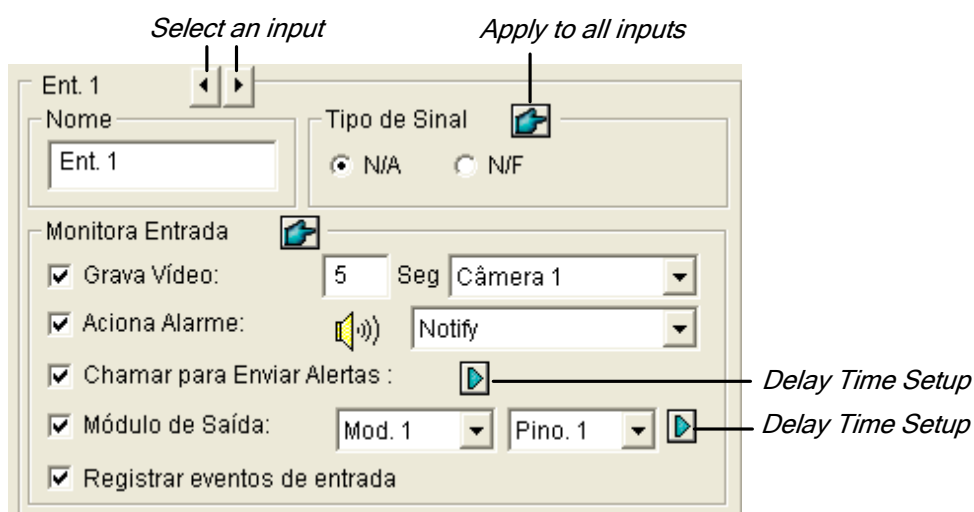 Select an input
Apply to all inputs
Ent. 1
Nome
Tipo de Sinal
Ent. 1
N/A
N/F
Monitora Entrada
Grava Vídeo:
5
Seg
Câmera 1
Aciona Alarme:
Notify
Chamar para Enviar Alertas :
Delay Time Setup
Módulo de Saída:
Mod. 1
Pino. 1
Delay Time Setup
Registrar eventos de entrada